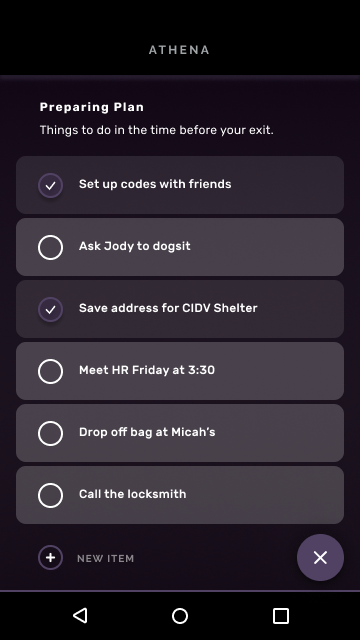 ATHENA
Preparing Plan
Things to do in the time before your exit.
Set up codes with friends
Ask Jody to dogsit
Save address for CIDV Shelter
Meet HR Friday at 3:30
Drop off bag at Micah's
Call the locksmith
NEW ITEM